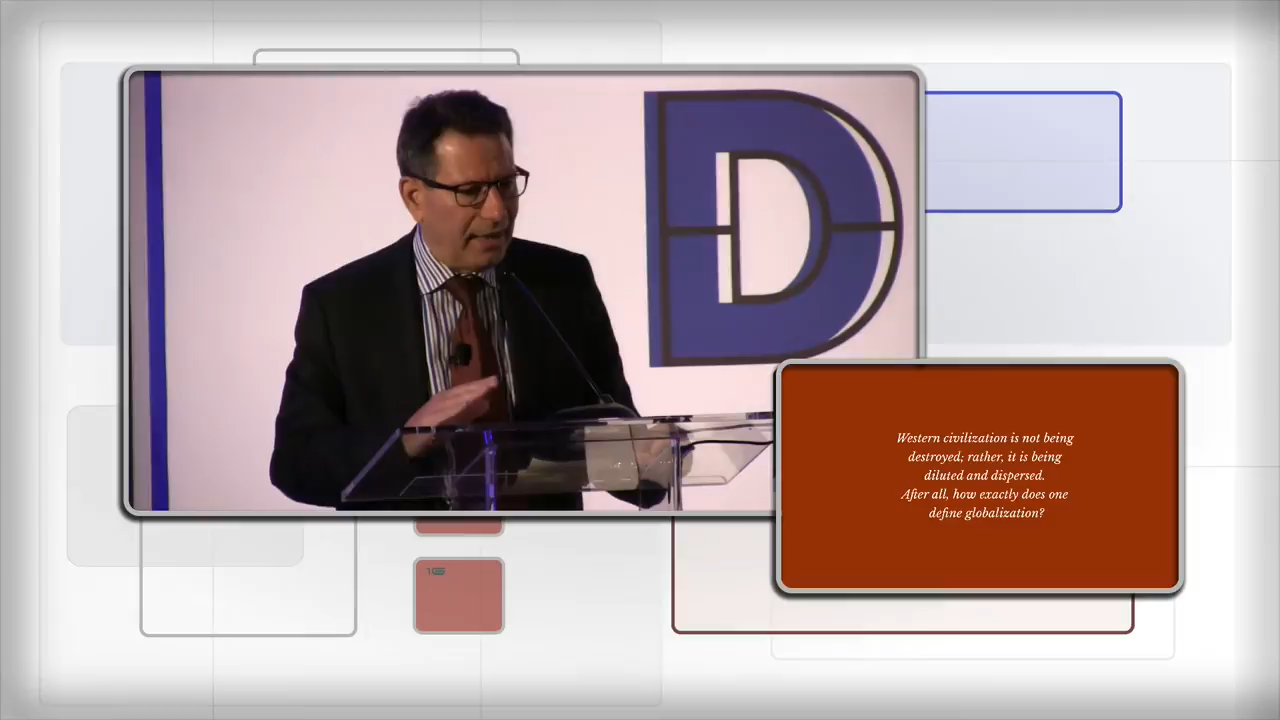 D
Western civilization is not being
destroyed; rather, it is being
diluted and dispersed.
After all, how exactly does one
define globalization?